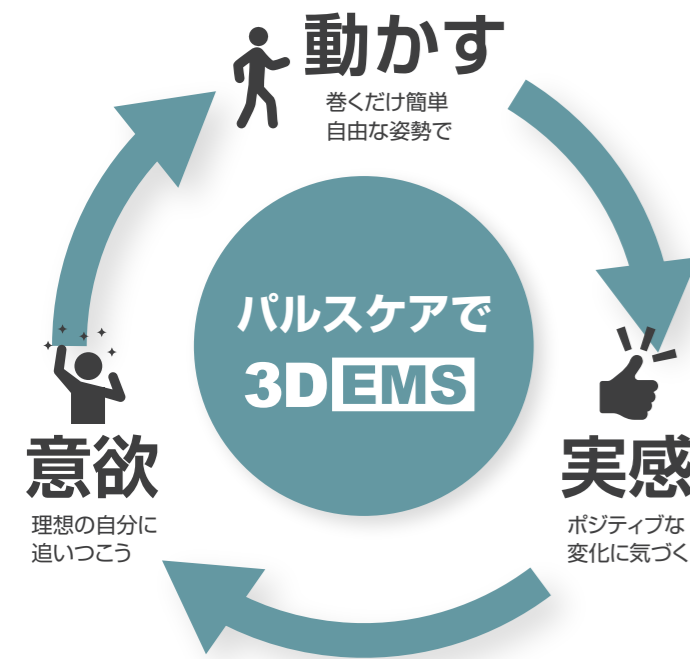 動かす
巻くだけ簡単
自由な姿勢で
パルスケアで
3D EMS
実感
ポジティブな
変化に気づく
意欲
理想の自分に
追いつこう